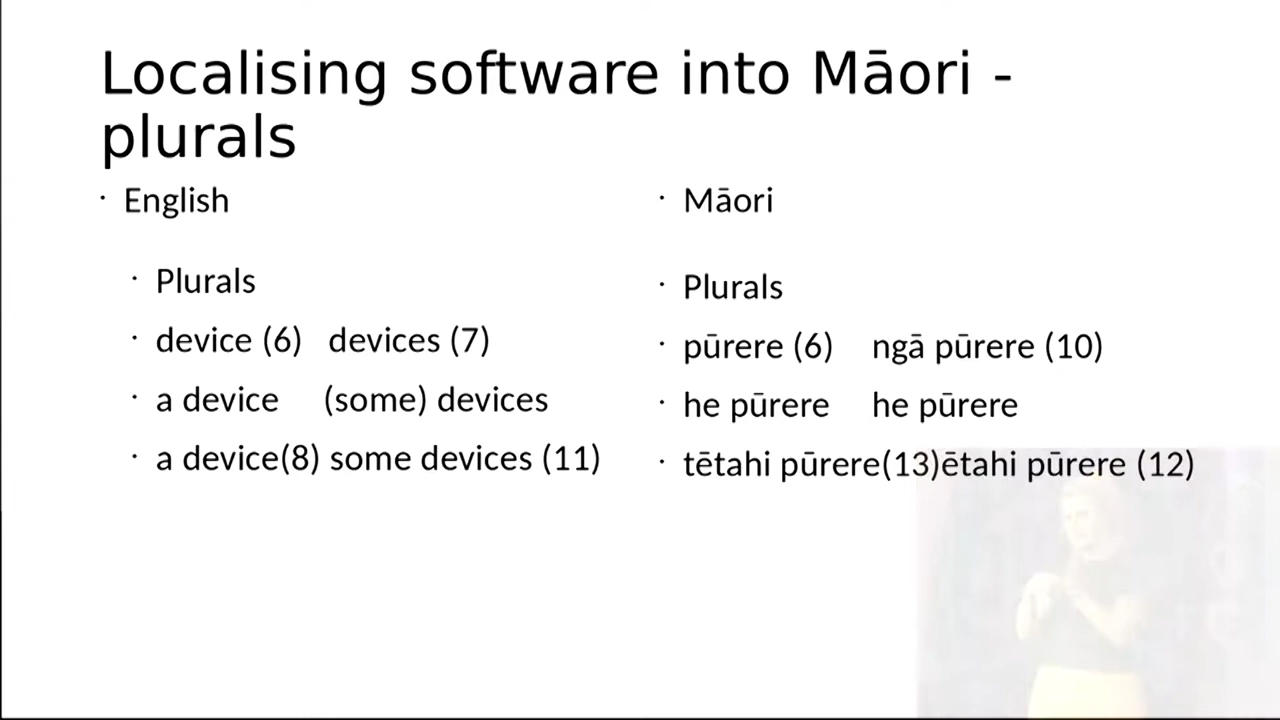 Localising software into Māori -
plurals
· English
· Plurals
· device (6) devices (7)
· a device (some) devices
· a device(8) some devices (11)
· Māori
· Plurals
· pūrere (6) ngā pūrere (10)
· he pūrere he pūrere
· tētahi pūrere(13)ētahi pūrere (12)